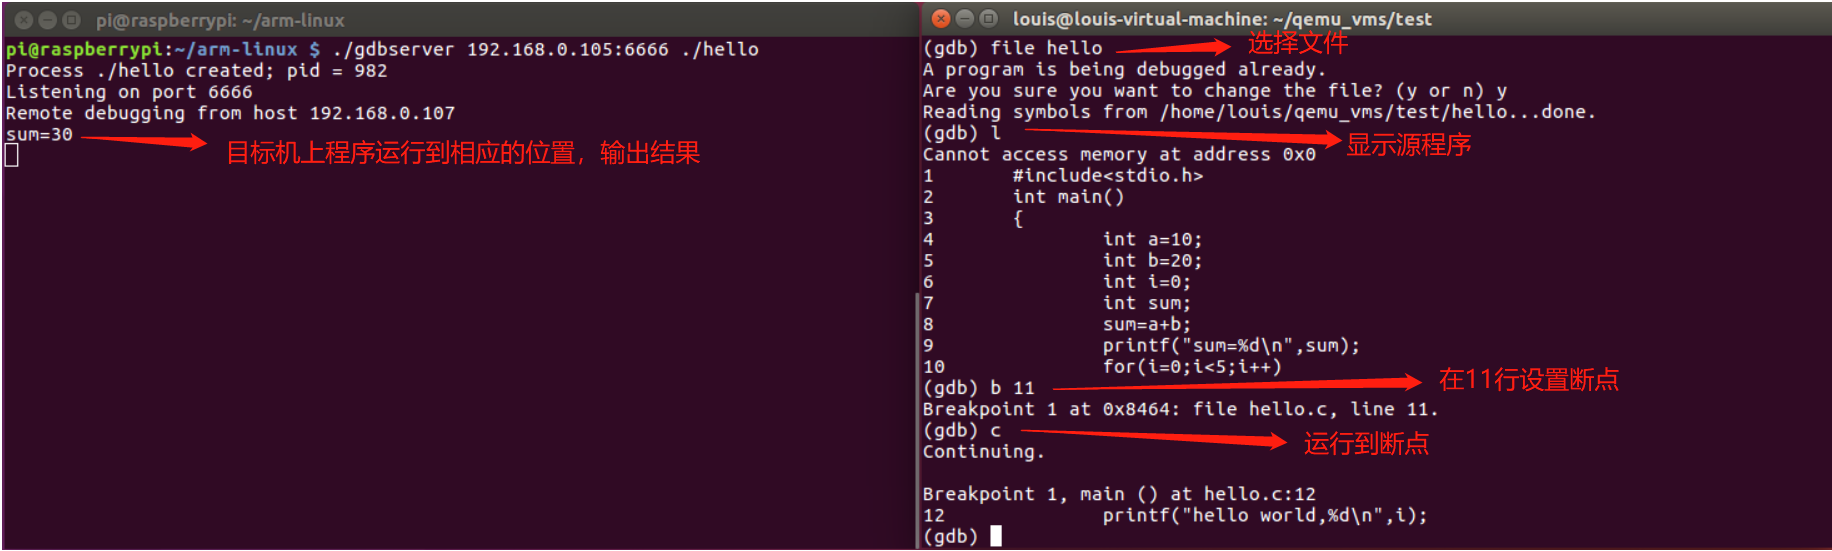 pi@raspberrypi: ~/arm-linux
pi@raspberrypi:~/arm-linux $ ./gdbserver 192.168.0.105:6666 ./hello
Process ./hello created; pid = 982
Listening on port 6666
Remote debugging from host 192.168.0.107
sum=30
目标机上程序运行到相应的位置，输出结果
louis@louis-virtual-machine: ~/qemu_vms/test
(gdb) file hello
选择文件
A program is being debugged already.
Are you sure you want to change the file? (y or n) y
Reading symbols from /home/louis/qemu_vms/test/hello...done.
(gdb) l
显示源程序
Cannot access memory at address 0x0
1 #include<stdio.h>
2 int main()
3 {
4 int a=10;
5 int b=20;
6 int i=0;
7 int sum;
8 sum=a+b;
9 printf("sum=%d\n",sum);
10 for(i=0;i<5;i++)
(gdb) b 11
在11行设置断点
Breakpoint 1 at 0x8464: file hello.c, line 11.
(gdb) c
运行到断点
Continuing.
Breakpoint 1, main () at hello.c:12
12 printf("hello world,%d\n",i);
(gdb)